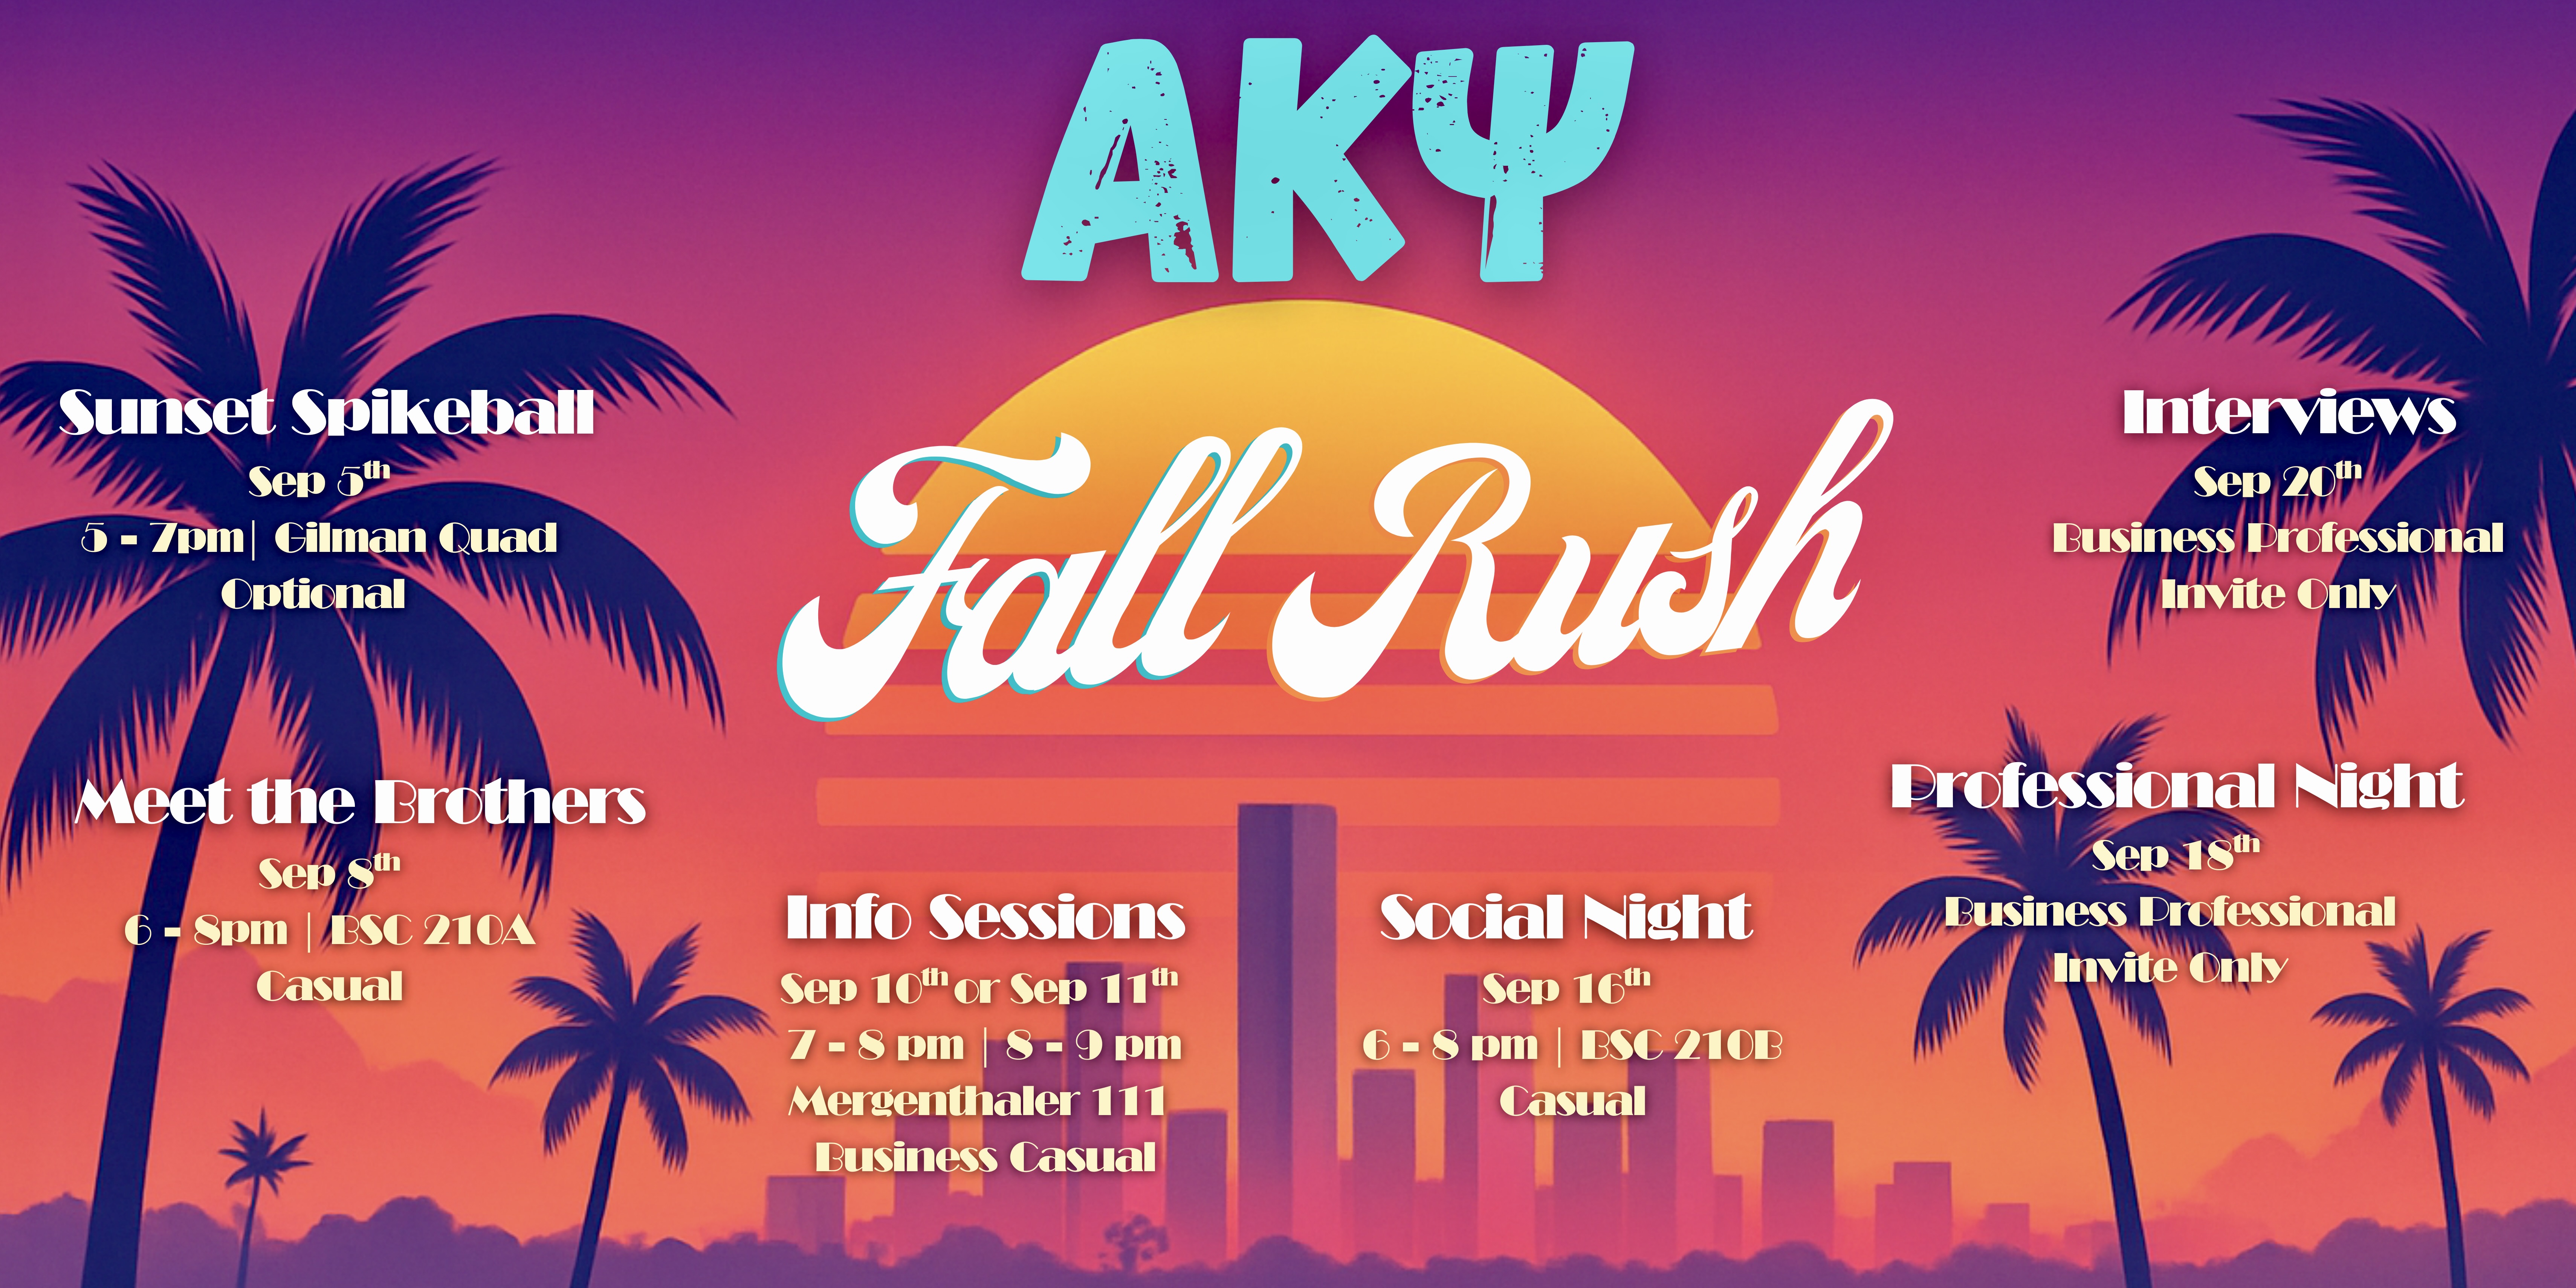 AKΨ
Fall Rush
Sunset Spikeball
Sep 5th
5 - 7pm| Gilman Quad
Optional
Meet the Brothers
Sep 8th
6 - 8pm | BSC 210A
Casual
Info Sessions
Sep 10th or Sep 11th
7 - 8 pm | 8 - 9 pm
Mergenthaler 111
Business Casual
Social Night
Sep 16th
6 - 8 pm | BSC 210B
Casual
Professional Night
Sep 18th
Business Professional
Invite Only
Interviews
Sep 20th
Business Professional
Invite Only